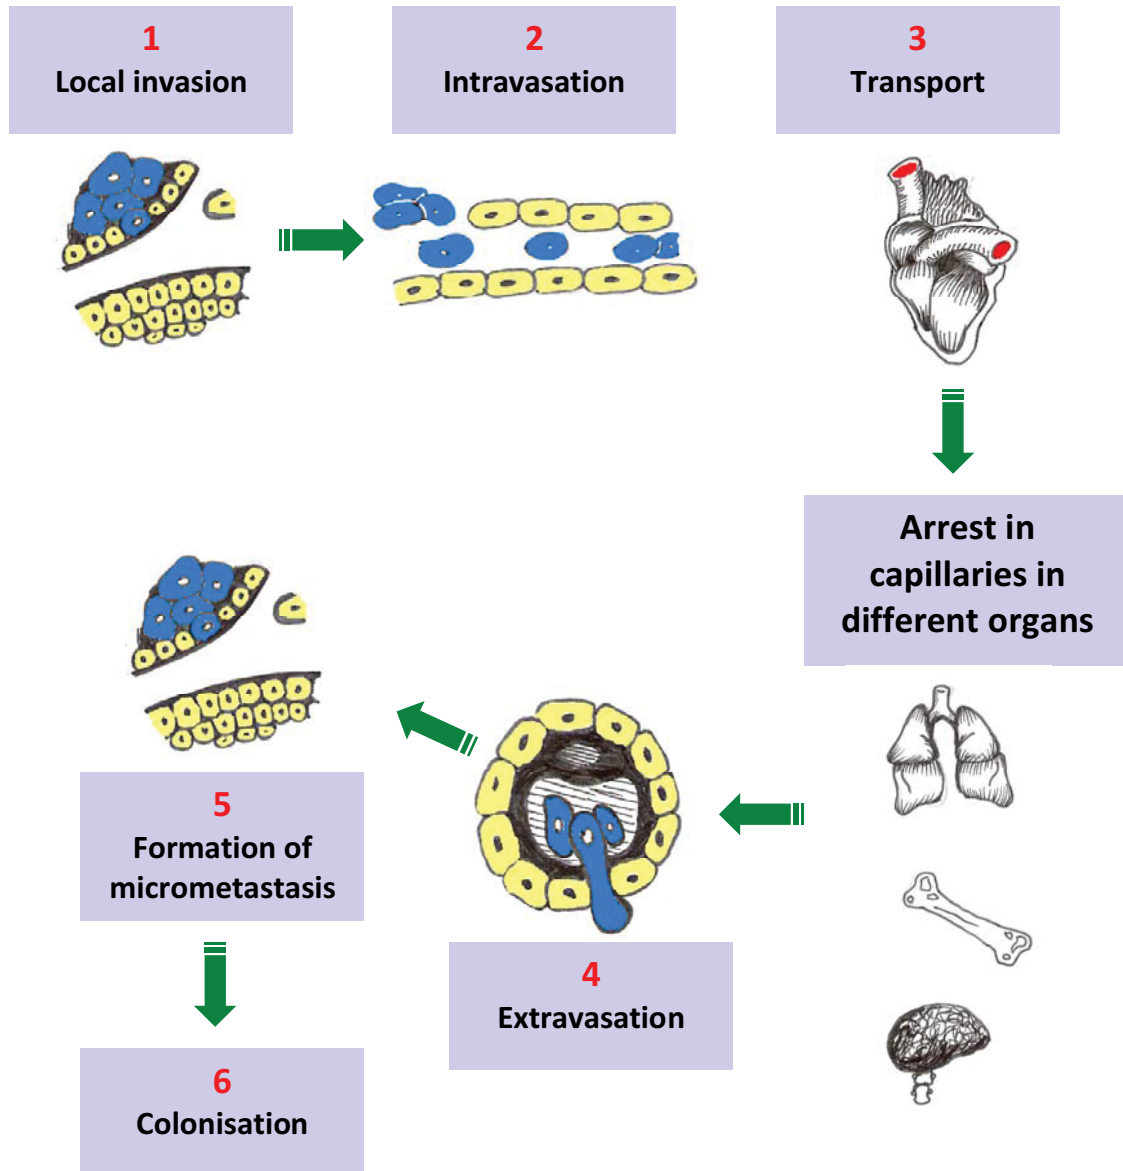 1
Local invasion
2
Intravasation
3
Transport
Arrest in
capillaries in
different organs
4
Extravasation
5
Formation of
micrometastasis
6
Colonisation